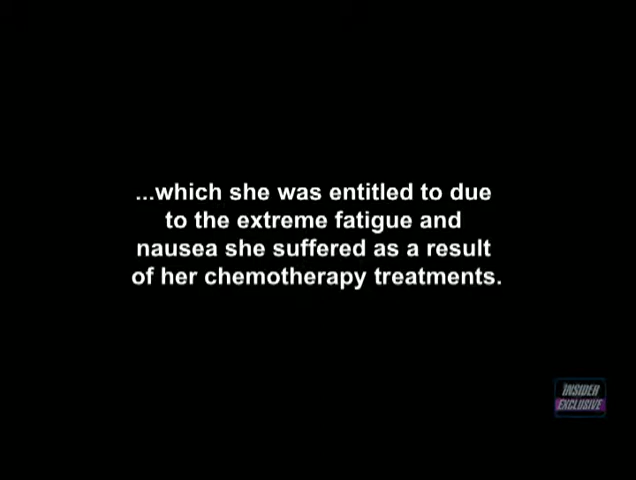 ...which she was entitled to due
to the extreme fatigue and
nausea she suffered as a result
of her chemotherapy treatments.
INSIDER
EXCLUSIVE